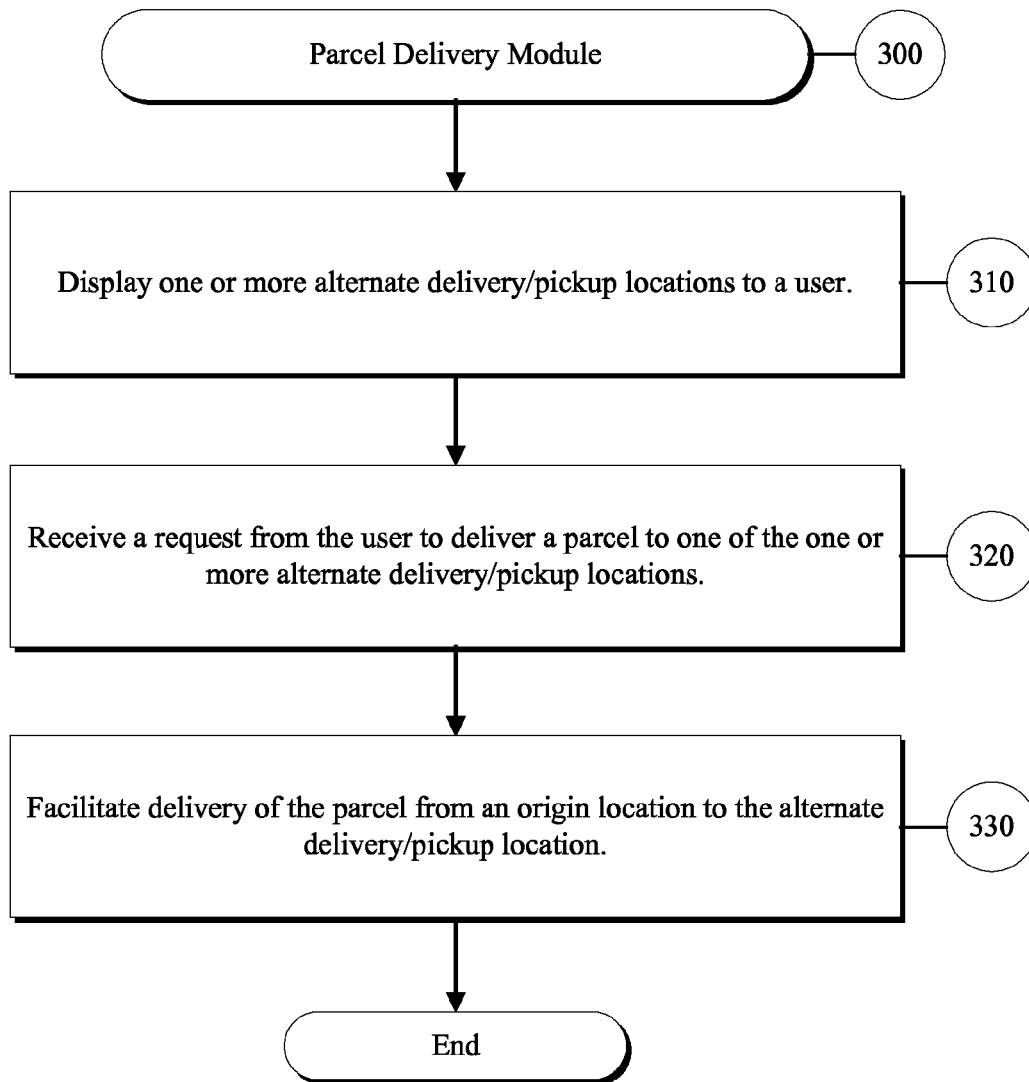 Parcel Delivery Module
300
Display one or more alternate delivery/pickup locations to a user.
310
Receive a request from the user to deliver a parcel to one of the one or
more alternate delivery/pickup locations.
320
Facilitate delivery of the parcel from an origin location to the alternate
delivery/pickup location.
330
End